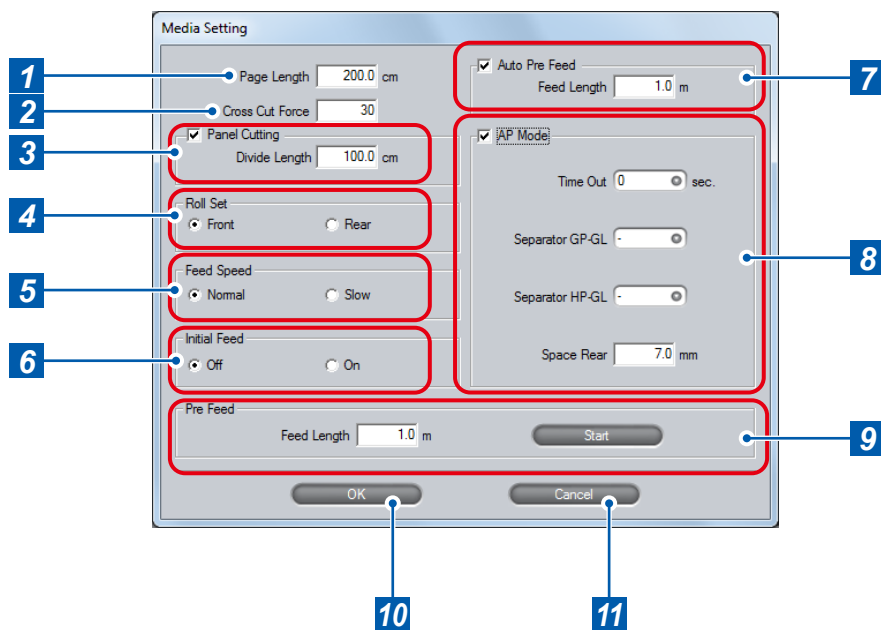 Media Setting
1
Page Length 200.0 cm
2
Cross Cut Force 30
3
Panel Cutting
Divide Length 100.0 cm
4
Roll Set
Front Rear
5
Feed Speed
Normal Slow
6
Initial Feed
Off On
7
Auto Pre Feed
Feed Length 1.0 m
8
AP Mode
Time Out 0 sec.
Separator GP-GL -
Separator HP-GL -
Space Rear 7.0 mm
9
Pre Feed
Feed Length 1.0 m Start
OK Cancel
10 11